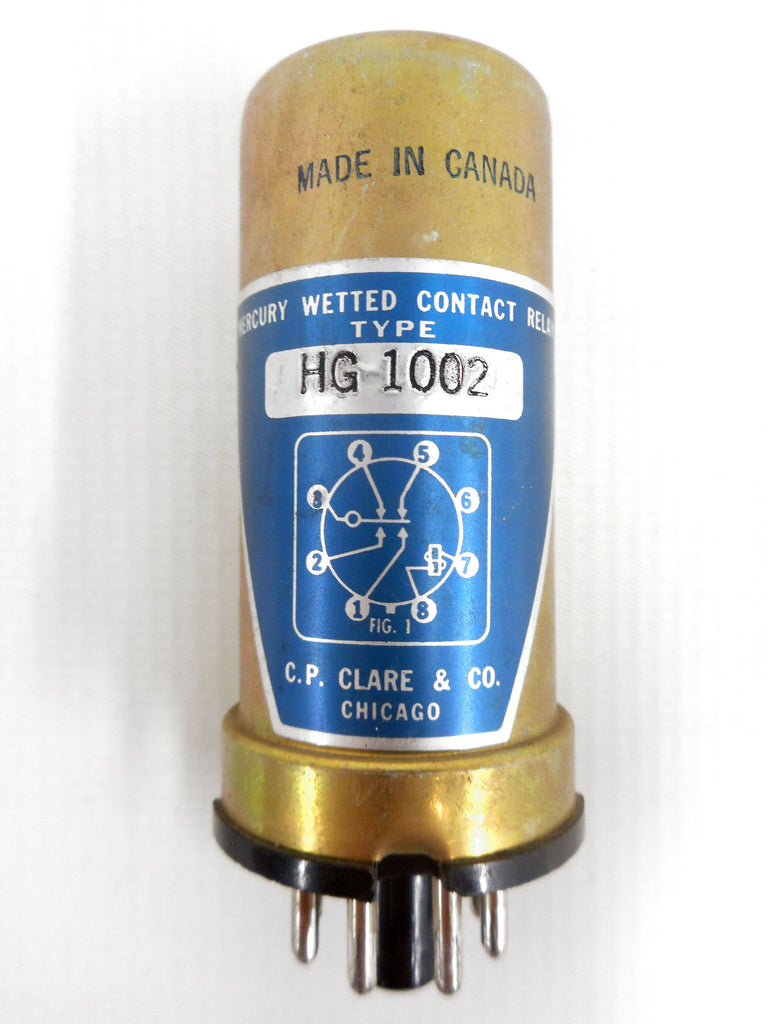 MADE IN CANADA
MERCURY WETTED CONTACT RELAY
TYPE
HG 1002
4 5
3 6
2 7
1 8
FIG. 1
C.P. CLARE & CO.
CHICAGO